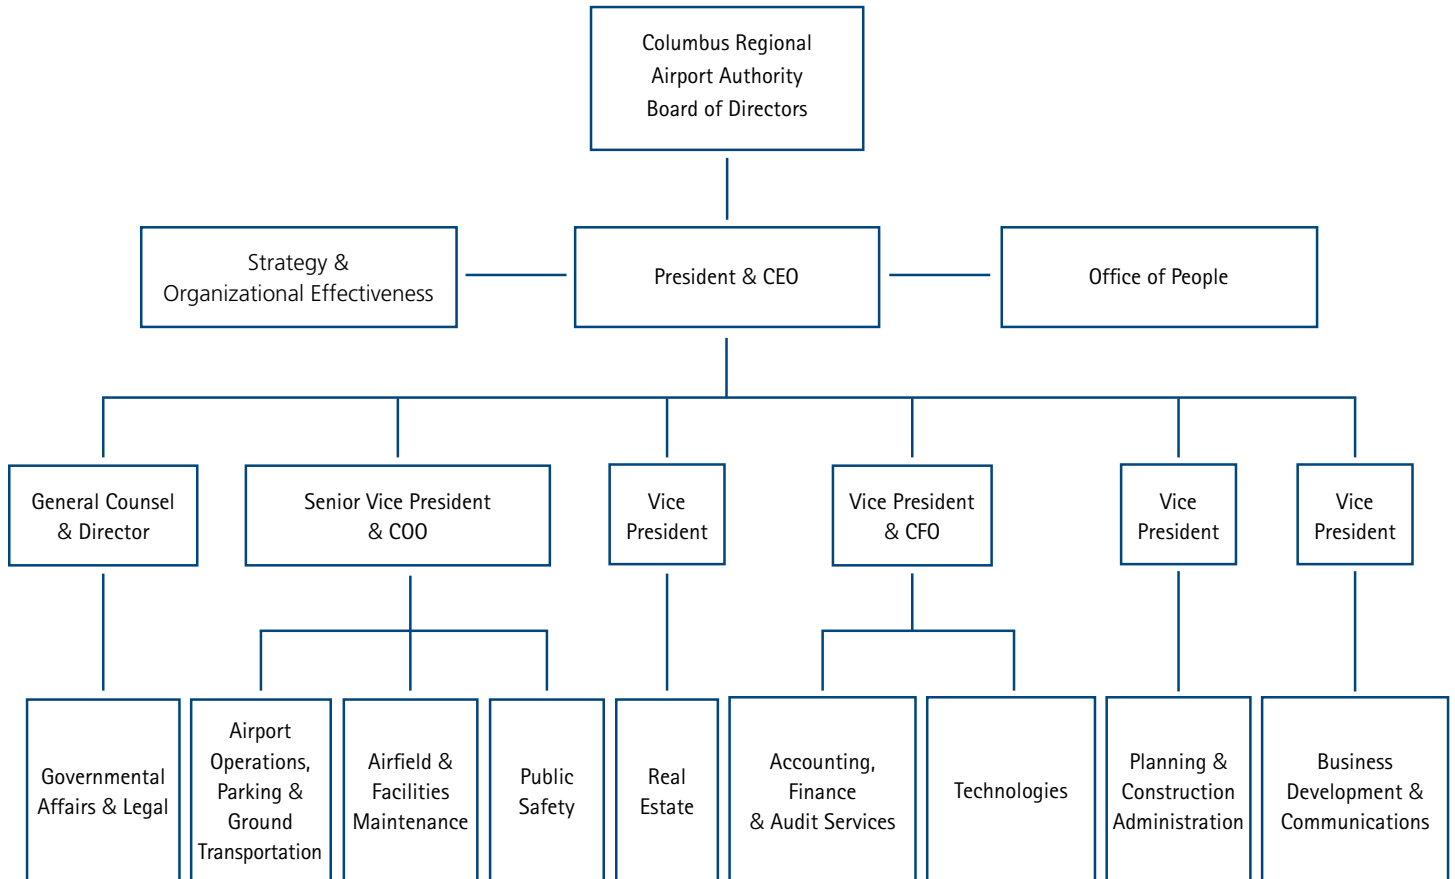 Columbus Regional
Airport Authority
Board of Directors
Strategy &
Organizational Effectiveness
President & CEO
Office of People
General Counsel
& Director
Senior Vice President
& COO
Vice
President
Vice President
& CFO
Vice
President
Vice
President
Governmental
Affairs & Legal
Airport
Operations,
Parking &
Ground
Transportation
Airfield &
Facilities
Maintenance
Public
Safety
Real
Estate
Accounting,
Finance
& Audit Services
Technologies
Planning &
Construction
Administration
Business
Development &
Communications